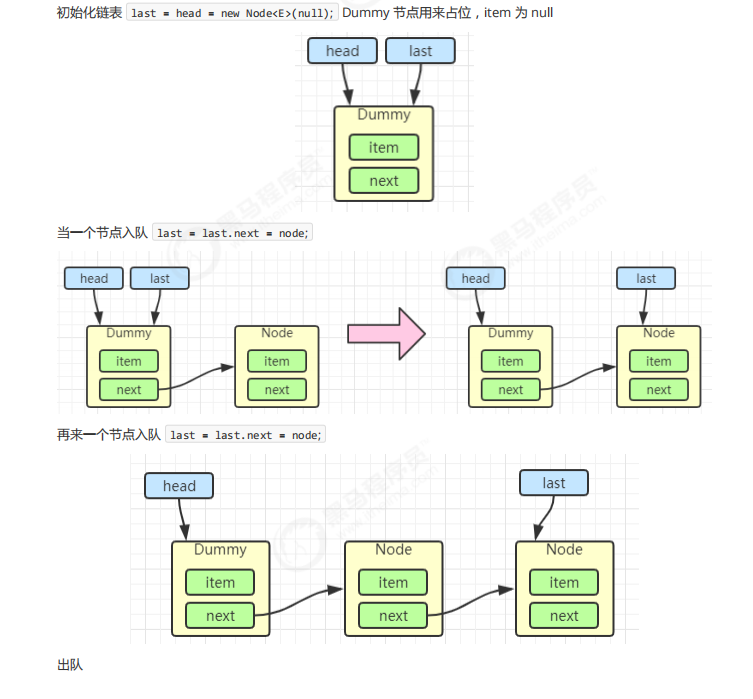 初始化链表 last = head = new Node<E>(null); Dummy 节点用来占位，item 为 null
head last
Dummy
item
next
当一个节点入队 last = last.next = node;
head last head last
Dummy Node Dummy Node
item item item item
next next next next
再来一个节点入队 last = last.next = node;
head last
Dummy Node Node
item item item
next next next
出队